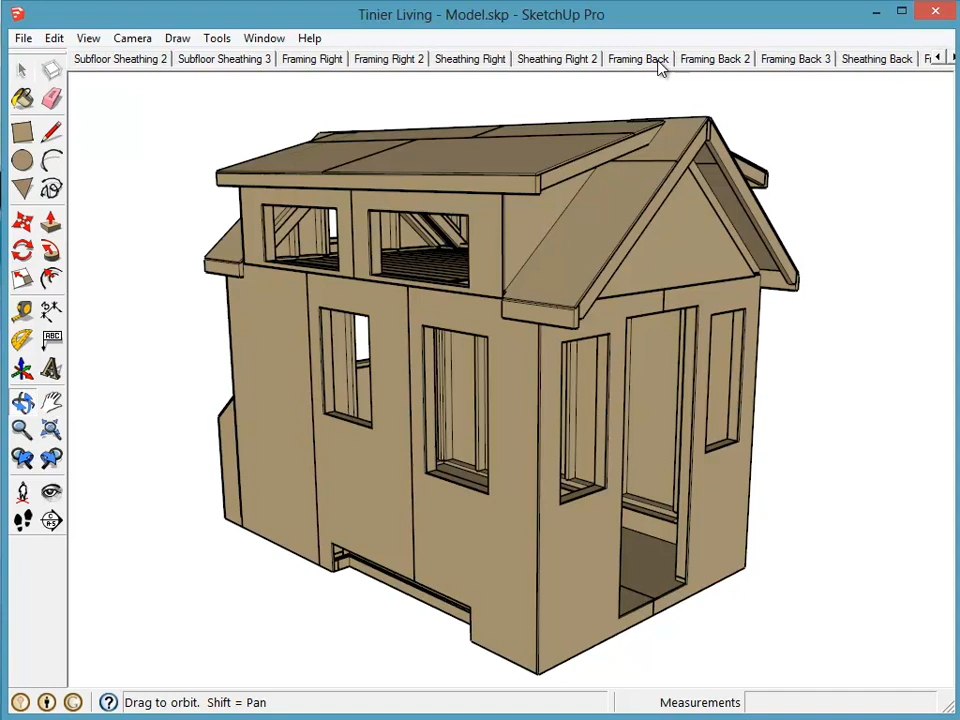 Tinier Living - Model.skp - SketchUp Pro
File Edit View Camera Draw Tools Window Help
Subfloor Sheathing 2 Subfloor Sheathing 3 Framing Right Framing Right 2 Sheathing Right Sheathing Right 2 Framing Back Framing Back 2 Framing Back 3 Sheathing Back
ABC
A
Drag to orbit. Shift = Pan Measurements